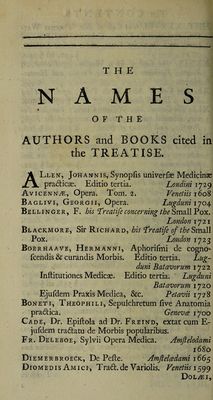 THE
NAMES
OF THE
AUTHORS and BOOKS cited in
the TREATISE.
ALLEN, JOHANNIS, Synopsis universæ Medicinæ
practicæ. Editio tertia. Londini 1729
AVICENNÆ, Opera. Tom. 2. Venetiis 1608
BAGLIVI, GEORGII, Opera. Lugduni 1704
BELLINGER, F. his Treatise concerning the Small Pox.
London 1721
BLACKMORE, Sir RICHARD, his Treatise of the Small
Pox. London 1723
BOERHAAVE, HERMANNI, Aphorismi de cogno-
scendis & curandis Morbis. Editio tertia. Lug-
duni Batavorum 1722
Institutiones Medicæ. Editio tertia. Lugduni
Batavorum 1720
Ejusdem Praxis Medica, &c. Petavii 1728
BONETI, THEOPHILI, Sepulchretum sive Anatomia
practica. Genevæ 1700
CADE, Dr. Epistola ad Dr. FREIND, extat cum E-
jusdem tractatu de Morbis popularibus.
FR. DELEBOE, Sylvii Opera Medica. Amstelodami
1680
DIEMERBROECK, De Peste. Amstelædami 1665
DIOMEDIS AMICI, Tract. de Variolis. Venetiis 1599
DOLÆI,